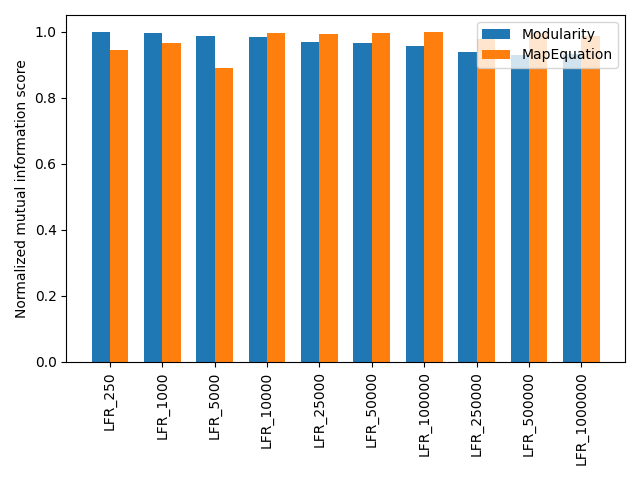 Normalized mutual information score
1.0
0.8
0.6
0.4
0.2
0.0
Modularity
MapEquation
LFR_250
LFR_1000
LFR_5000
LFR_10000
LFR_25000
LFR_50000
LFR_100000
LFR_250000
LFR_500000
LFR_1000000